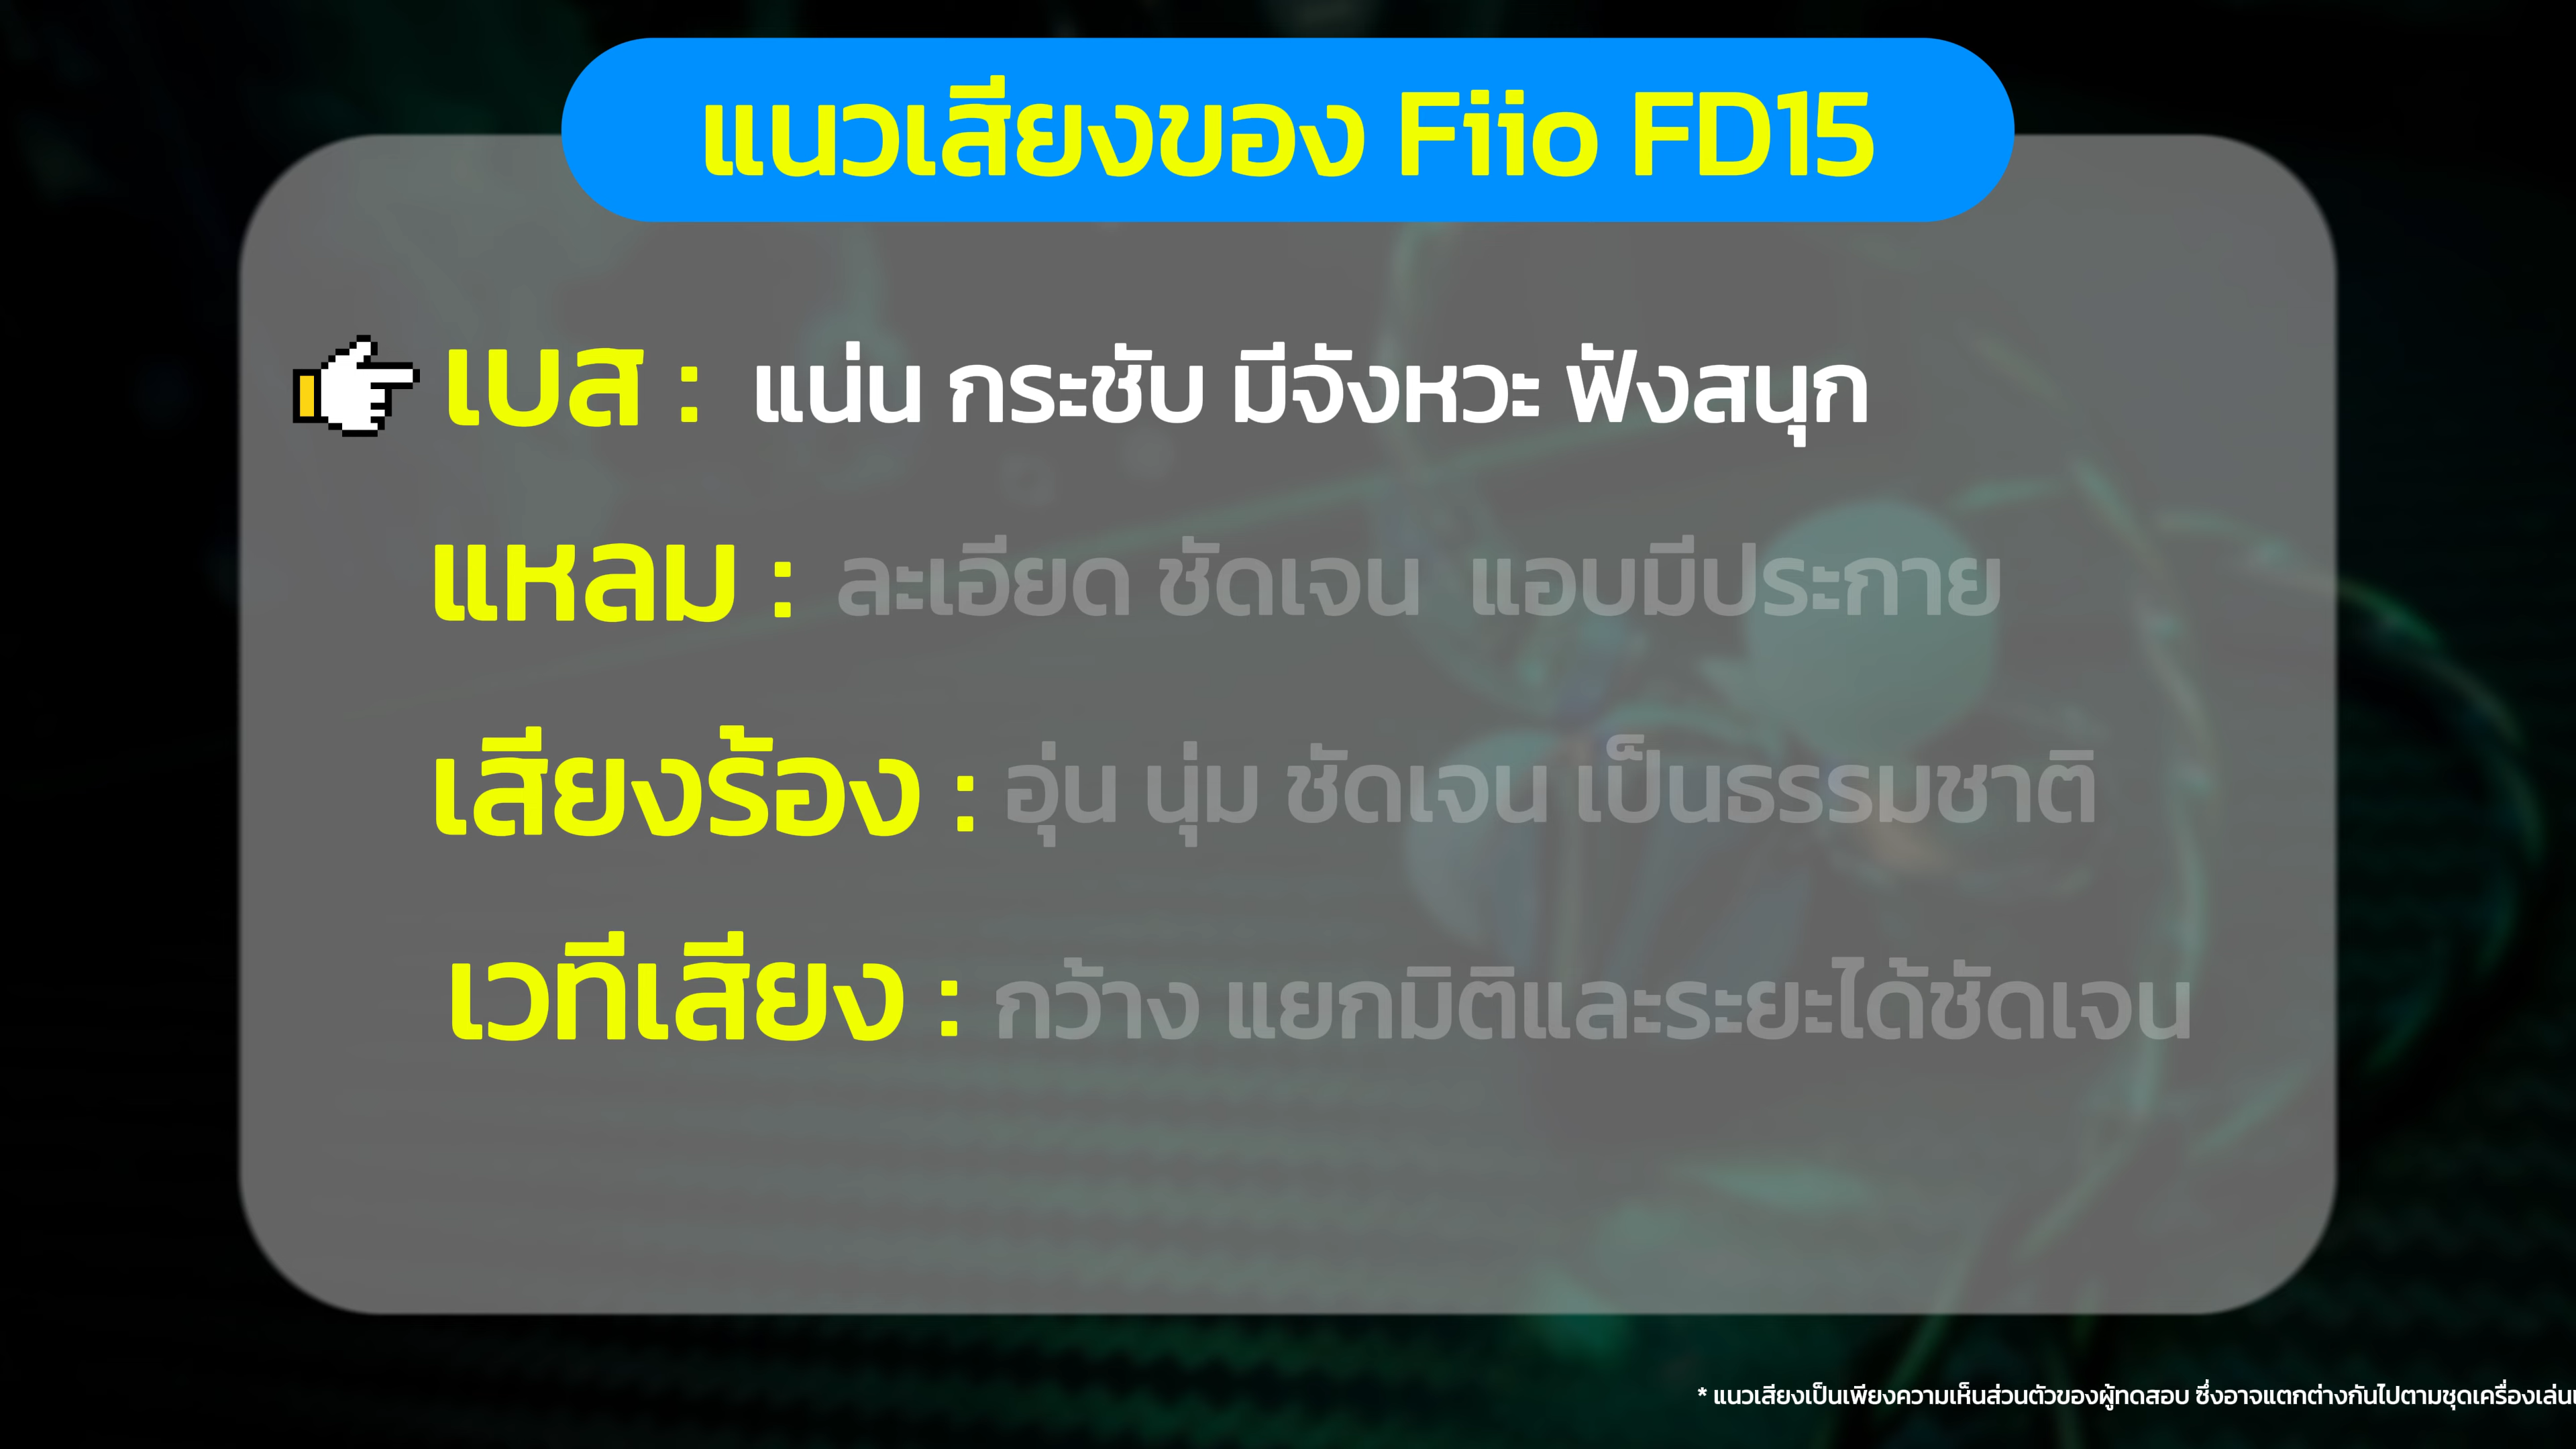 แนวเสียงของ Fiio FD15
เบส : แน่น กระชับ มีจังหวะ ฟังสนุก
แหลม : ละเอียด ชัดเจน แอบมีประกาย
เสียงร้อง : อุ่น นุ่ม ชัดเจน เป็นธรรมชาติ
เวทีเสียง : กว้าง แยกมิติและระยะได้ชัดเจน
* แนวเสียงเป็นเพียงความเห็นส่วนตัวของผู้ทดสอบ ซึ่งอาจแตกต่างกันไปตามชุดเครื่องเล่น